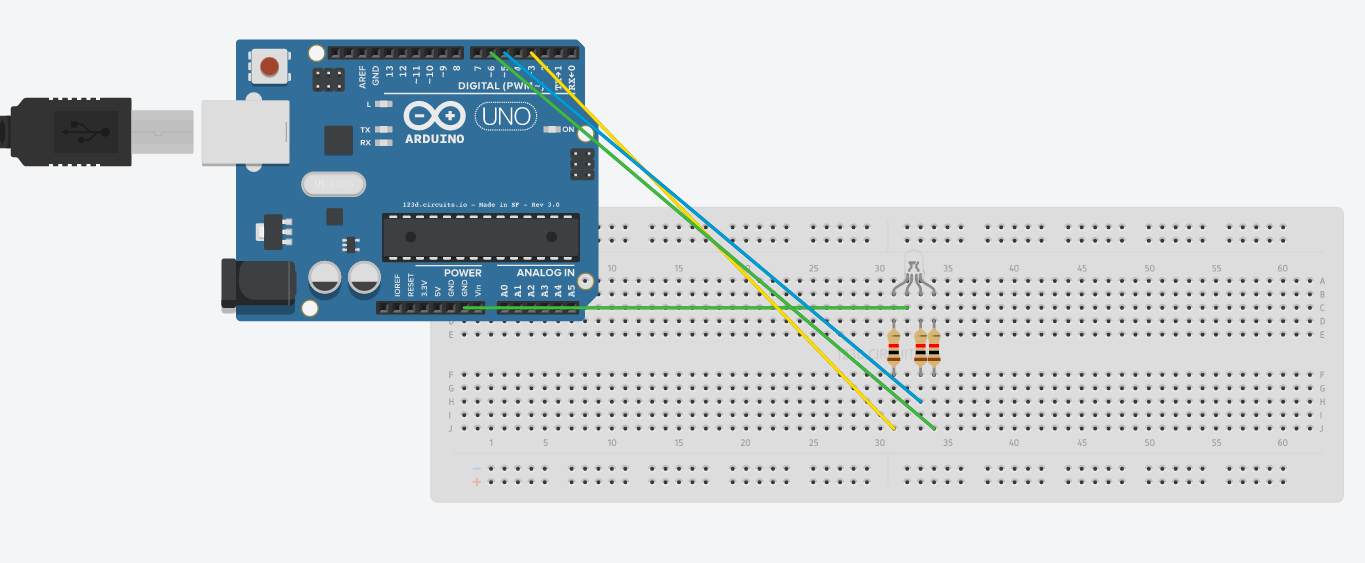 AREF
GND
13
12
~11
~10
~9
8
7
~6
~5
4
~3
2
TX→1
RX←0
DIGITAL (PWM~)
L
TX
RX
ARDUINO
UNO
ON
123d.circuits.io - Made in SF - Rev 3.0
POWER
ANALOG IN
IOREF
RESET
3.3V
5V
GND
GND
Vin
A0
A1
A2
A3
A4
A5
10 15 20 25 30 35 40 45 50 55 60
A A
B B
C
D D
E E
F F
G G
H H
I I
J J
1 5 10 15 20 25 30 35 40 45 50 55 60
−
+